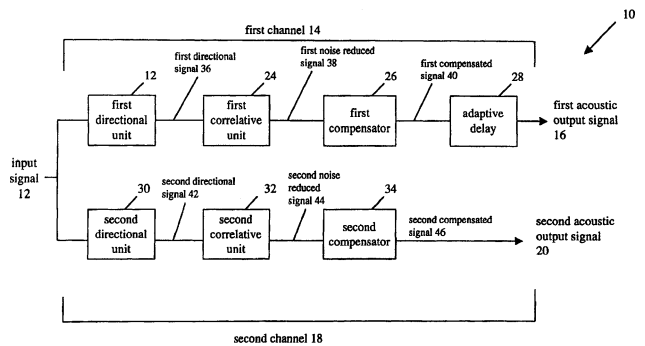 10
first channel 14
first directional
signal 36
first noise reduced
signal 38
first compensated
signal 40
12
24
26
28
first
directional
unit
first
correlative
unit
first
compensator
adaptive
delay
first acoustic
output signal
16
input
signal
12
30
second directional
signal 42
32
second noise
reduced
signal 44
34
second
directional
unit
second
correlative
unit
second
compensator
second compensated
signal 46
second acoustic
output signal
20
second channel 18